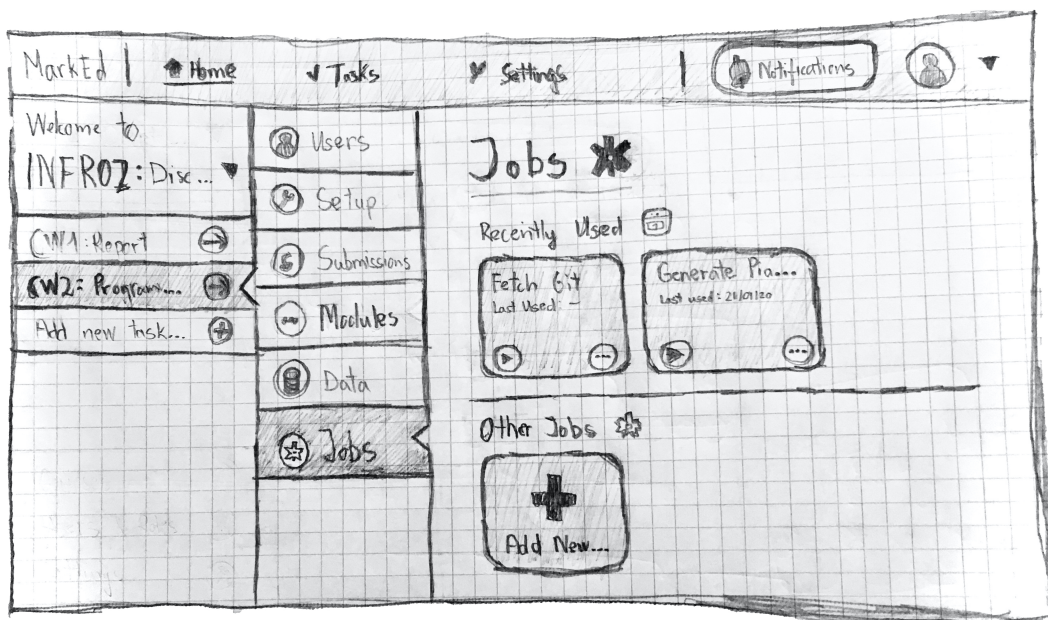 MarkEd Home Tasks Settings Notifications
Welcome to
INFR02: Disc...
CW1: Report
CW2: Program...
Add new task...
Users
Setup
Submissions
Modules
Data
Jobs
Jobs
Recently Used
Fetch Git
Last Used: -
Generate Pla...
Last used: 21/01/20
Other Jobs
Add New...